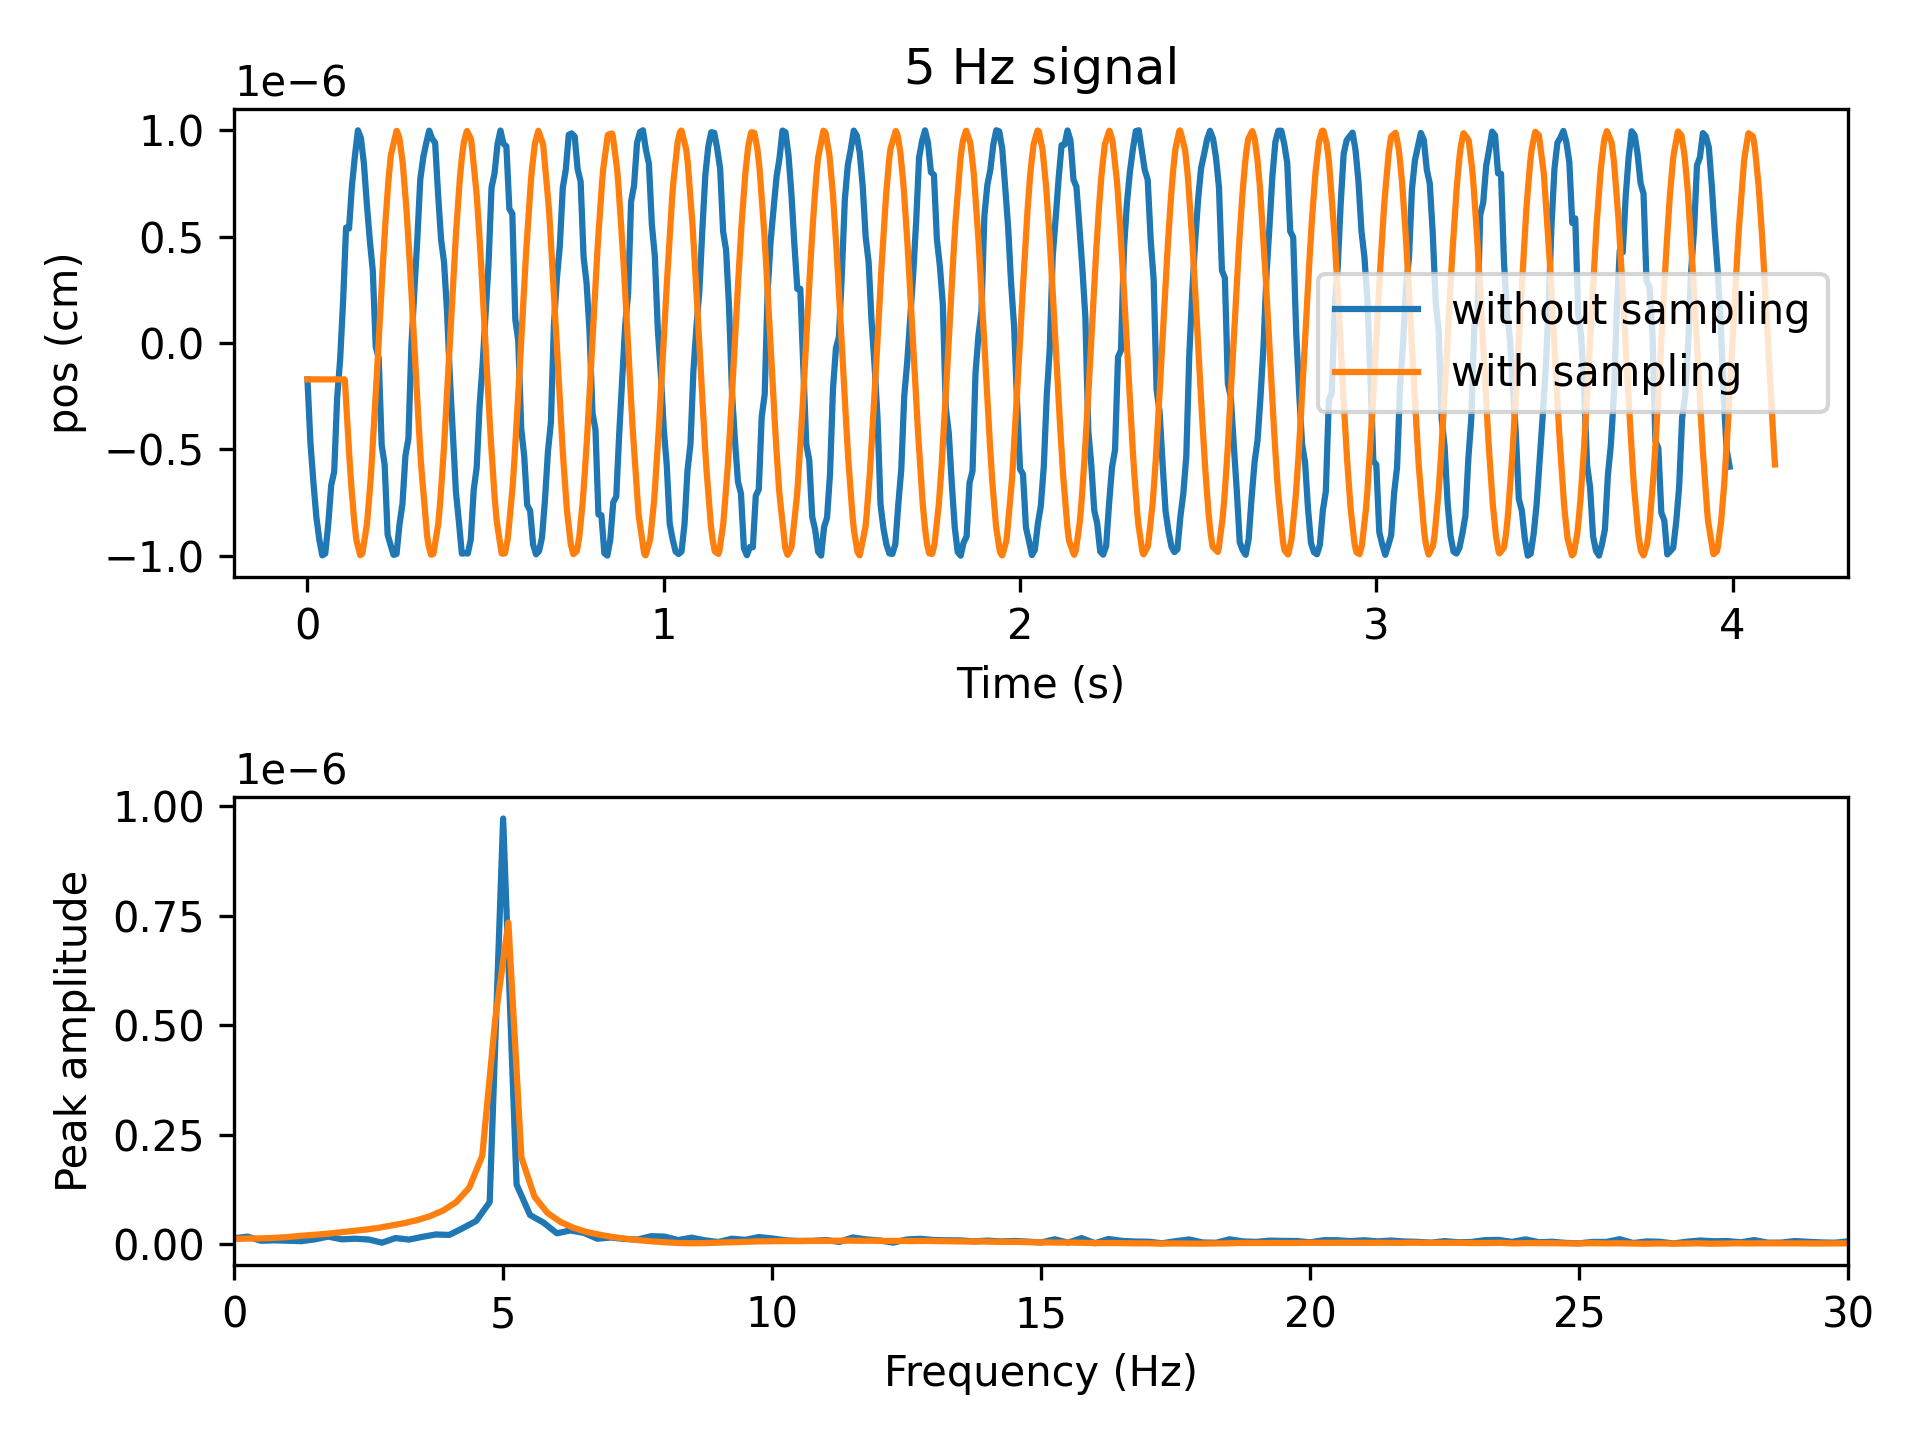 5 Hz signal
1e−6
1.0
0.5
0.0
−0.5
−1.0
pos (cm)
without sampling
with sampling
0 1 2 3 4
Time (s)
1e−6
1.00
0.75
0.50
0.25
0.00
Peak amplitude
0 5 10 15 20 25 30
Frequency (Hz)